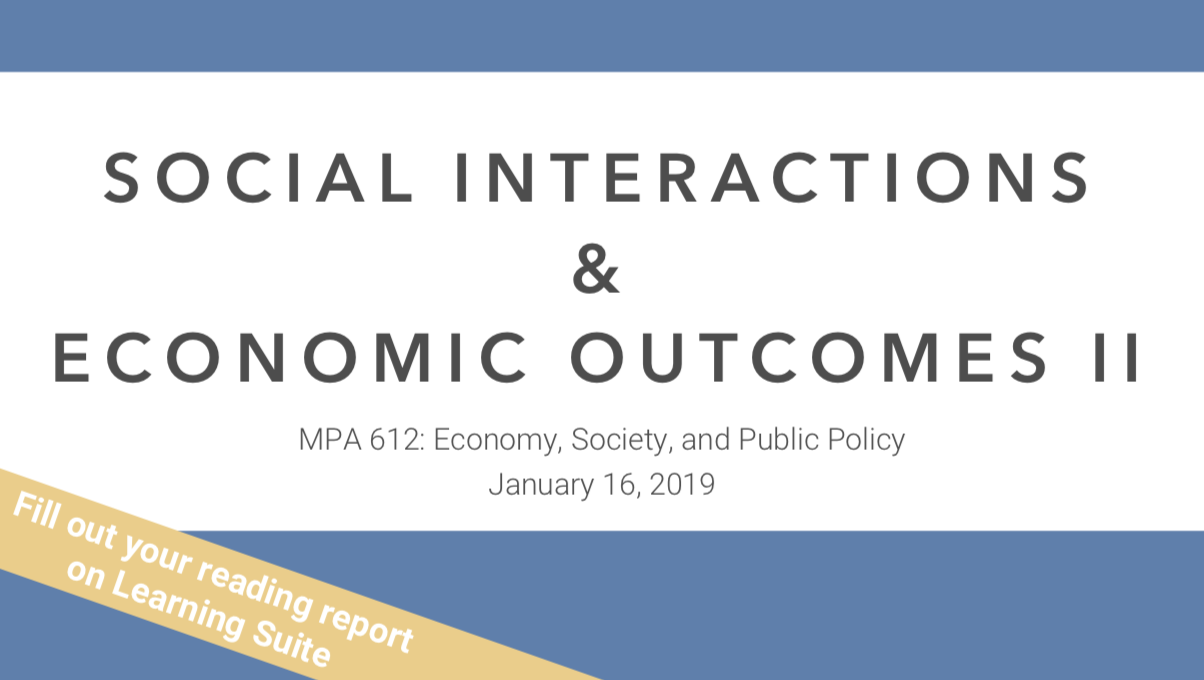 SOCIAL INTERACTIONS
&
ECONOMIC OUTCOMES II
MPA 612: Economy, Society, and Public Policy
January 16, 2019
Fill out your reading report
on Learning Suite